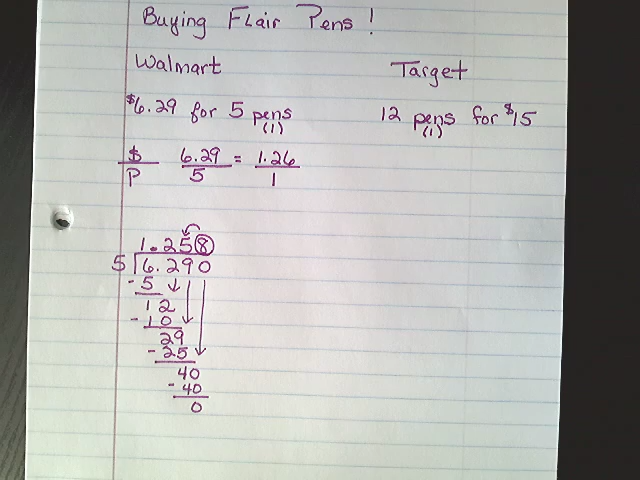 Buying Flair Pens!
Walmart
Target
$6.29 for 5 pens
(1)
12 pens for $15
(1)
$ 6.29 = 1.26
P 5 1
1.258
5 6.290
- 5
12
- 10
29
- 25
40
- 40
0